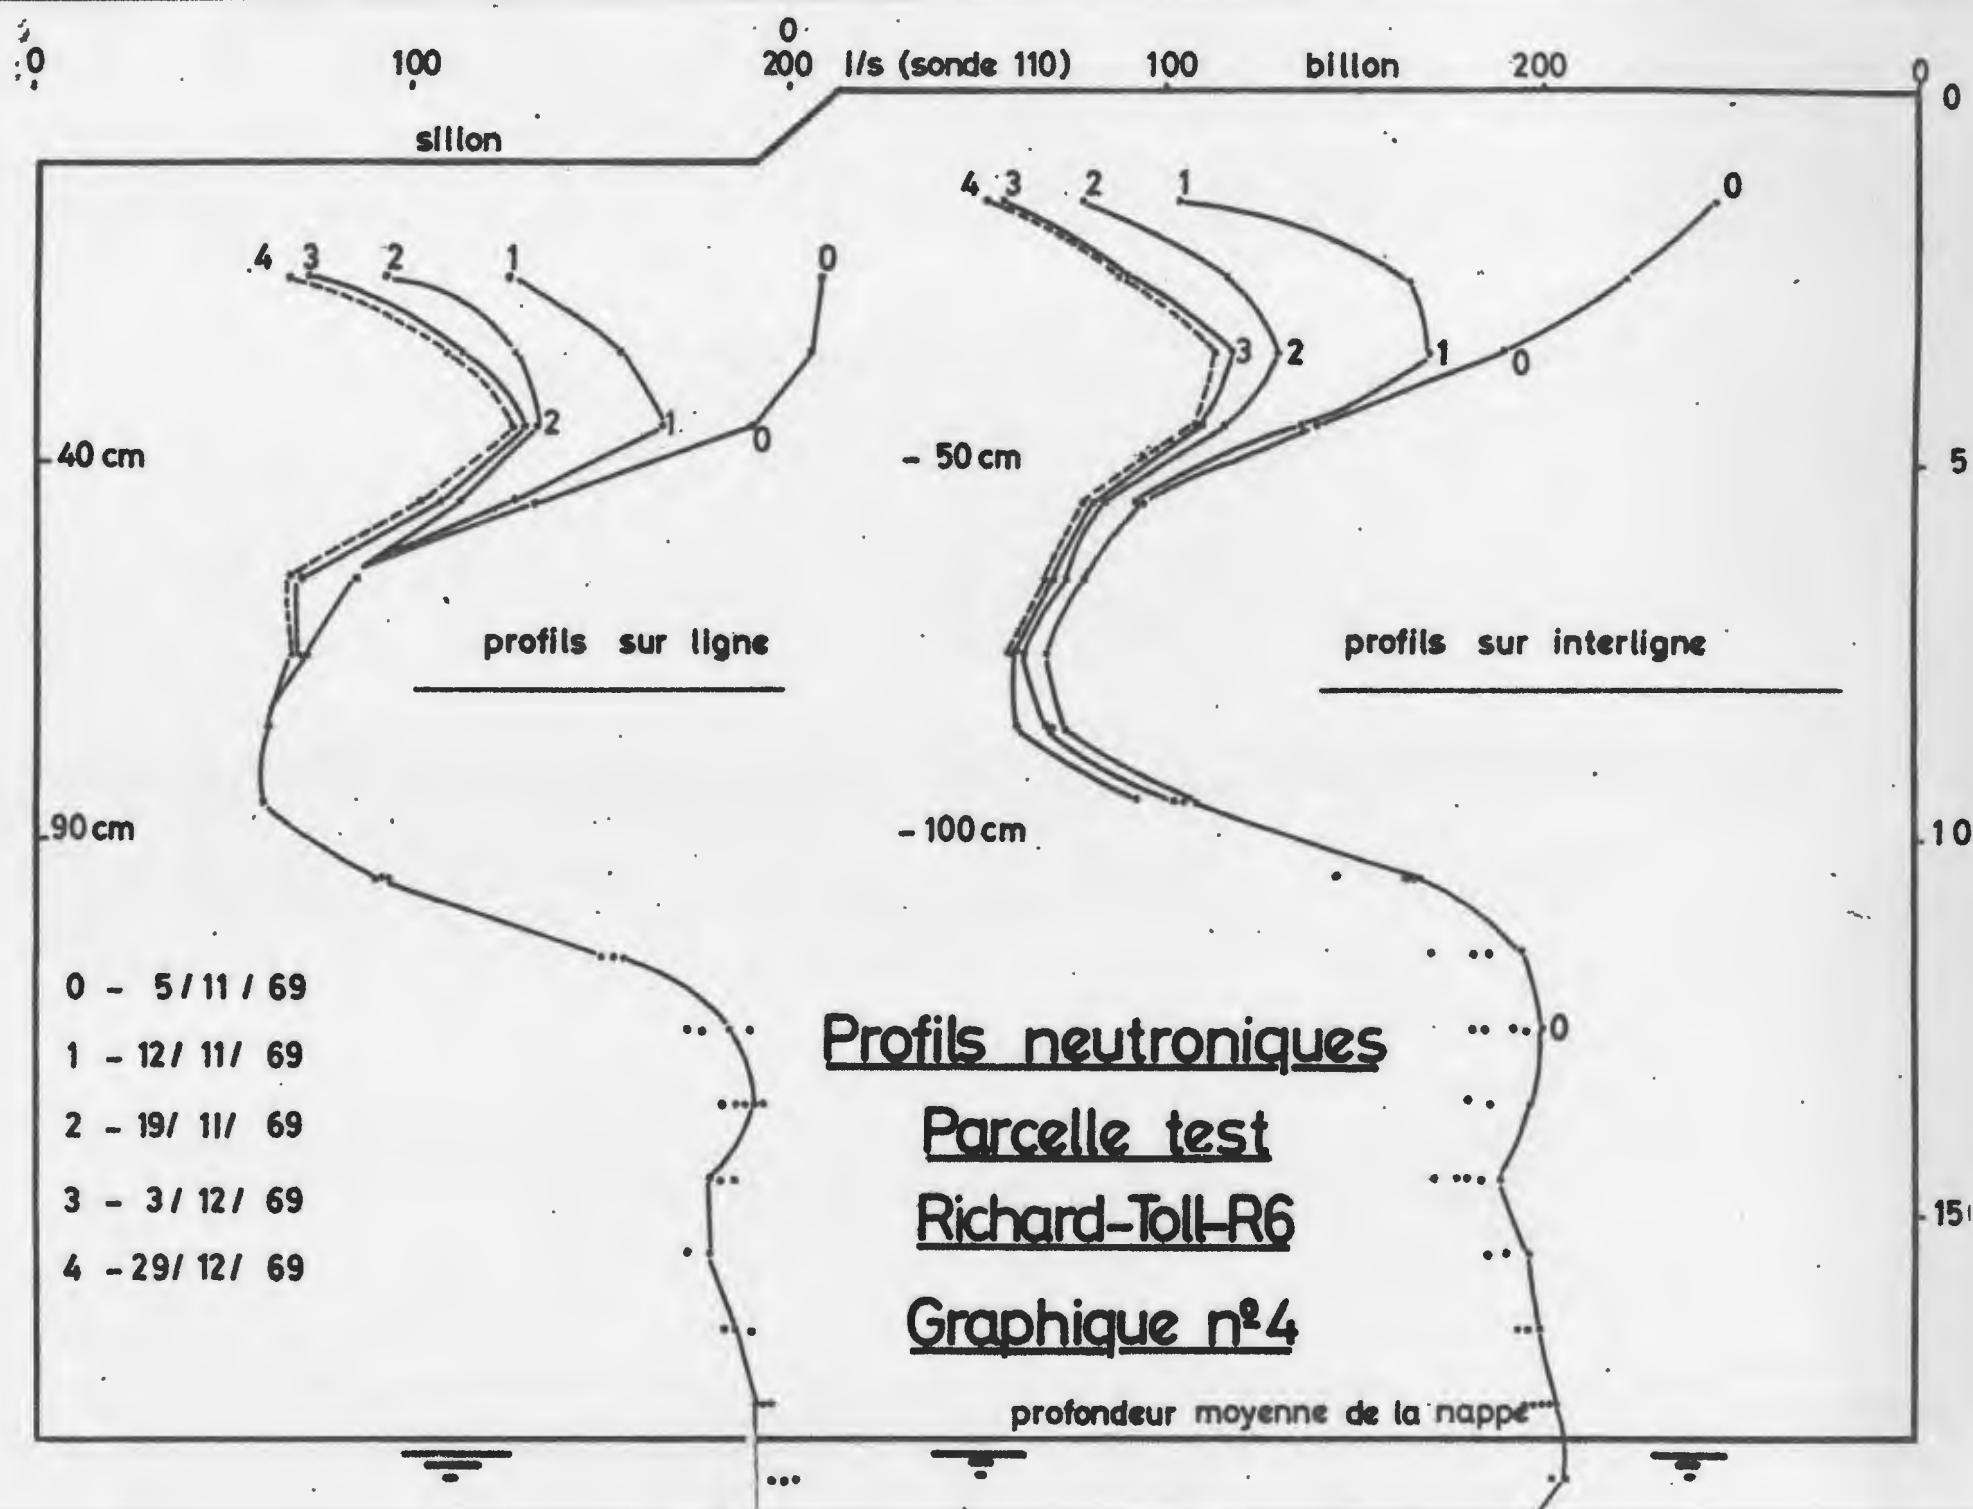 0
0 100 200 l/s (sonde 110) 100 billon 200 0
0
sillon
4 3 2 1 0
4 3 2 1 0
3 2 1 0
2 1 0
40 cm - 50 cm 5
profils sur ligne profils sur interligne
90 cm - 100 cm 10
0 - 5 / 11 / 69
1 - 12/ 11/ 69
2 - 19/ 11/ 69
3 - 3/ 12/ 69
4 - 29/ 12/ 69
0
Profils neutroniques
Parcelle test
Richard-Toll-R6
Graphique nº4
15
profondeur moyenne de la nappe